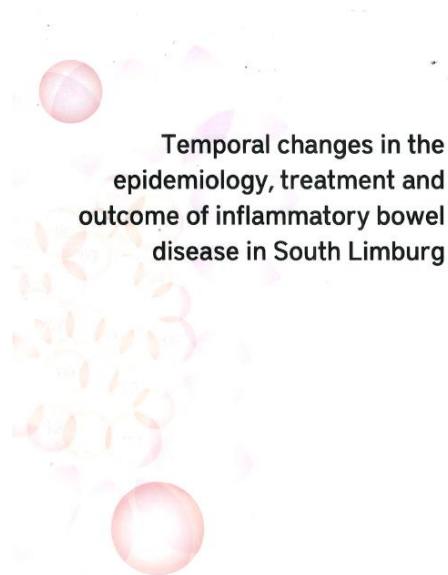 Temporal changes in the
epidemiology, treatment and
outcome of inflammatory bowel
disease in South Limburg